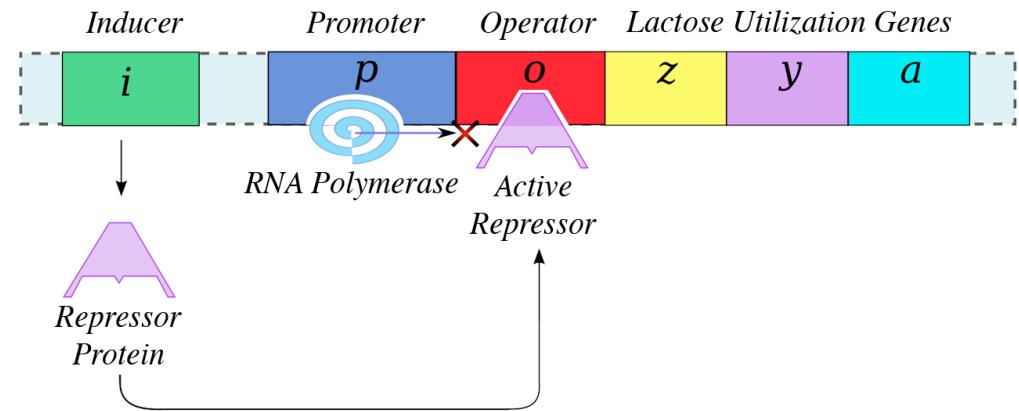 Inducer Promoter Operator Lactose Utilization Genes
i p o z y a
RNA Polymerase
Active
Repressor
Repressor
Protein